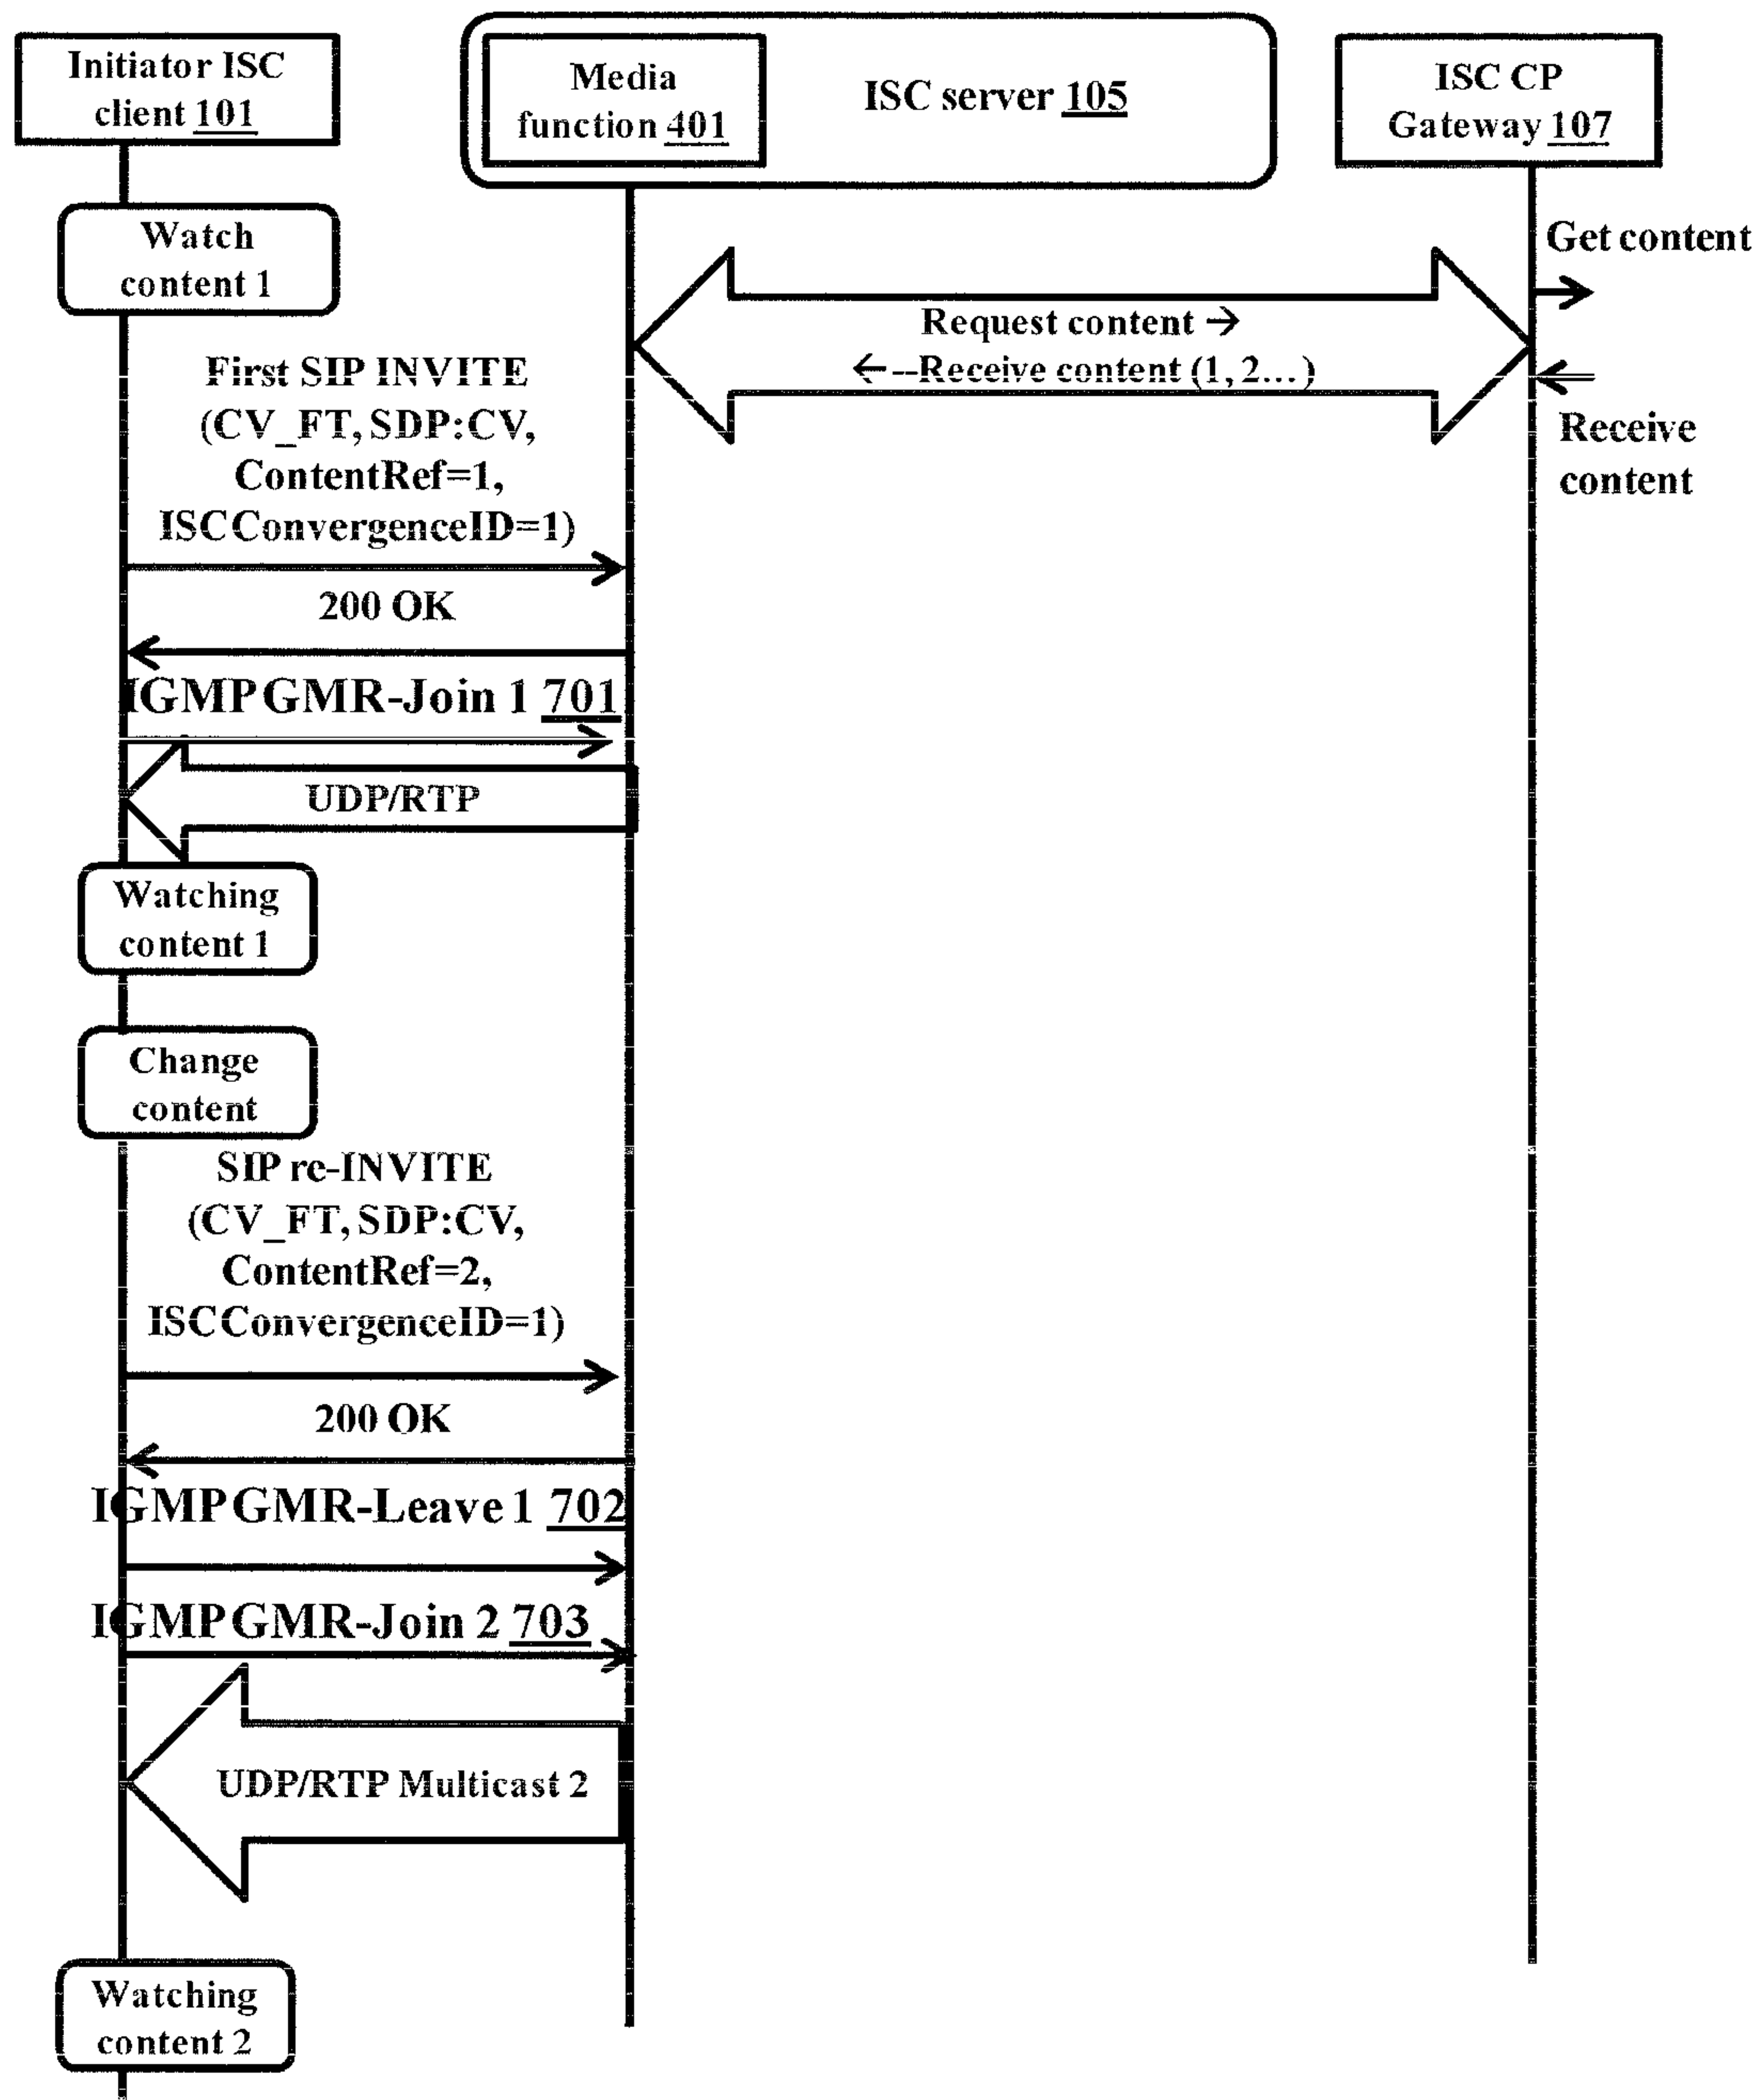 Initiator ISC
client 101
Media
function 401
ISC server 105
ISC CP
Gateway 107
Watch
content 1
Get content
Request content →
←--Receive content (1, 2...)
Receive
content
First SIP INVITE
(CV_FT, SDP:CV,
ContentRef=1,
ISCConvergenceID=1)
200 OK
IGMP GMR-Join 1 701
UDP/RTP
Watching
content 1
Change
content
SIP re-INVITE
(CV_FT, SDP:CV,
ContentRef=2,
ISCConvergenceID=1)
200 OK
IGMP GMR-Leave 1 702
IGMP GMR-Join 2 703
UDP/RTP Multicast 2
Watching
content 2